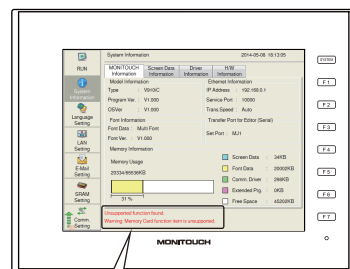 System Information
2014-05-08 18:13:05
RUN
System Information
Language Setting
LAN Setting
E-Mail Setting
SRAM Setting
Comm. Setting
MONITOUCH Information
Screen Data Information
Driver Information
H/W Information
Model Information
Type : V910iC
Program Ver. : V1.000
OSVer : V1.000
Font Information
Font Data : Multi Font
Font Ver. : V1.000
Ethernet Information
IP Address : 192.168.0.1
Service Port : 10000
Trans.Speed : Auto
Transfer Port for Editor (Serial)
Set Port : MJ1
Memory Information
Memory Usage
20334/65536KB
31 %
Screen Data : 34KB
Font Data : 20002KB
Comm. Driver : 298KB
Extended Prg. : 0KB
Free Space : 45202KB
Unsupported function found.
Warning: Memory Card function item is unsupported.
MONITOUCH
SYSTEM
F1
F2
F3
F4
F5
F6
F7